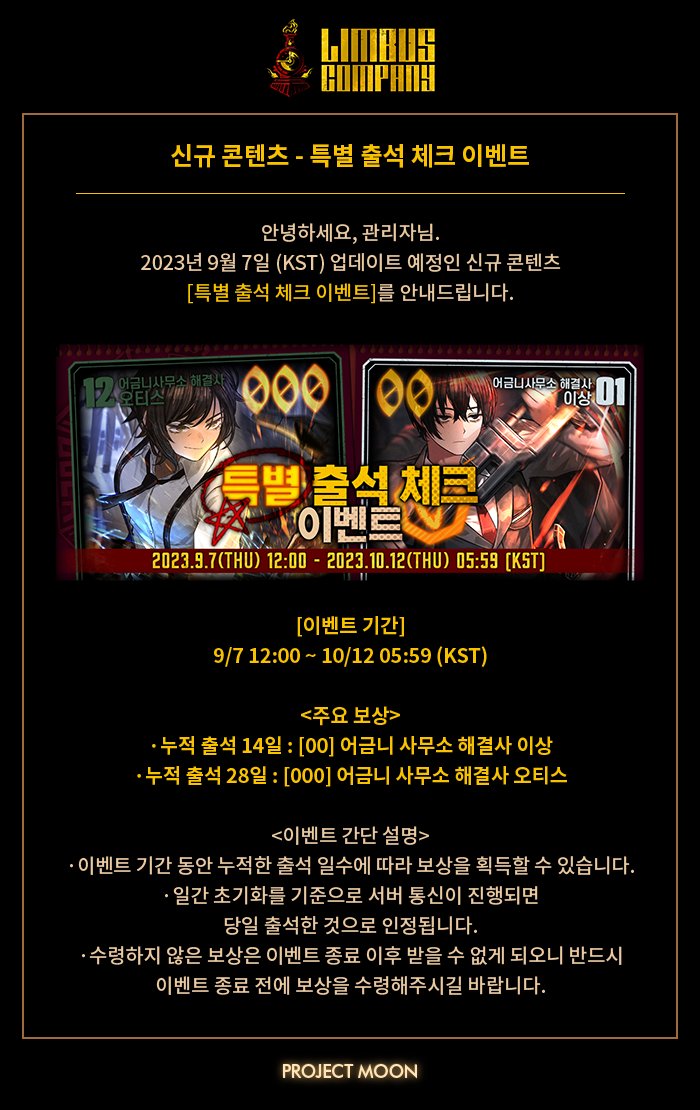 LIMBUS
COMPANY
신규 콘텐츠 - 특별 출석 체크 이벤트
안녕하세요, 관리자님.
2023년 9월 7일 (KST) 업데이트 예정인 신규 콘텐츠
[특별 출석 체크 이벤트]를 안내드립니다.
12 어금니사무소 해결사
오티스
000
00
어금니사무소 해결사 01
이상
특별 출석 체크
이벤트
2023.9.7(THU) 12:00 - 2023.10.12(THU) 05:59 [KST]
[이벤트 기간]
9/7 12:00 ~ 10/12 05:59 (KST)
<주요 보상>
· 누적 출석 14일 : [00] 어금니 사무소 해결사 이상
· 누적 출석 28일 : [000] 어금니 사무소 해결사 오티스
<이벤트 간단 설명>
· 이벤트 기간 동안 누적한 출석 일수에 따라 보상을 획득할 수 있습니다.
· 일간 초기화를 기준으로 서버 통신이 진행되면
당일 출석한 것으로 인정됩니다.
· 수령하지 않은 보상은 이벤트 종료 이후 받을 수 없게 되오니 반드시
이벤트 종료 전에 보상을 수령해주시길 바랍니다.
PROJECT MOON